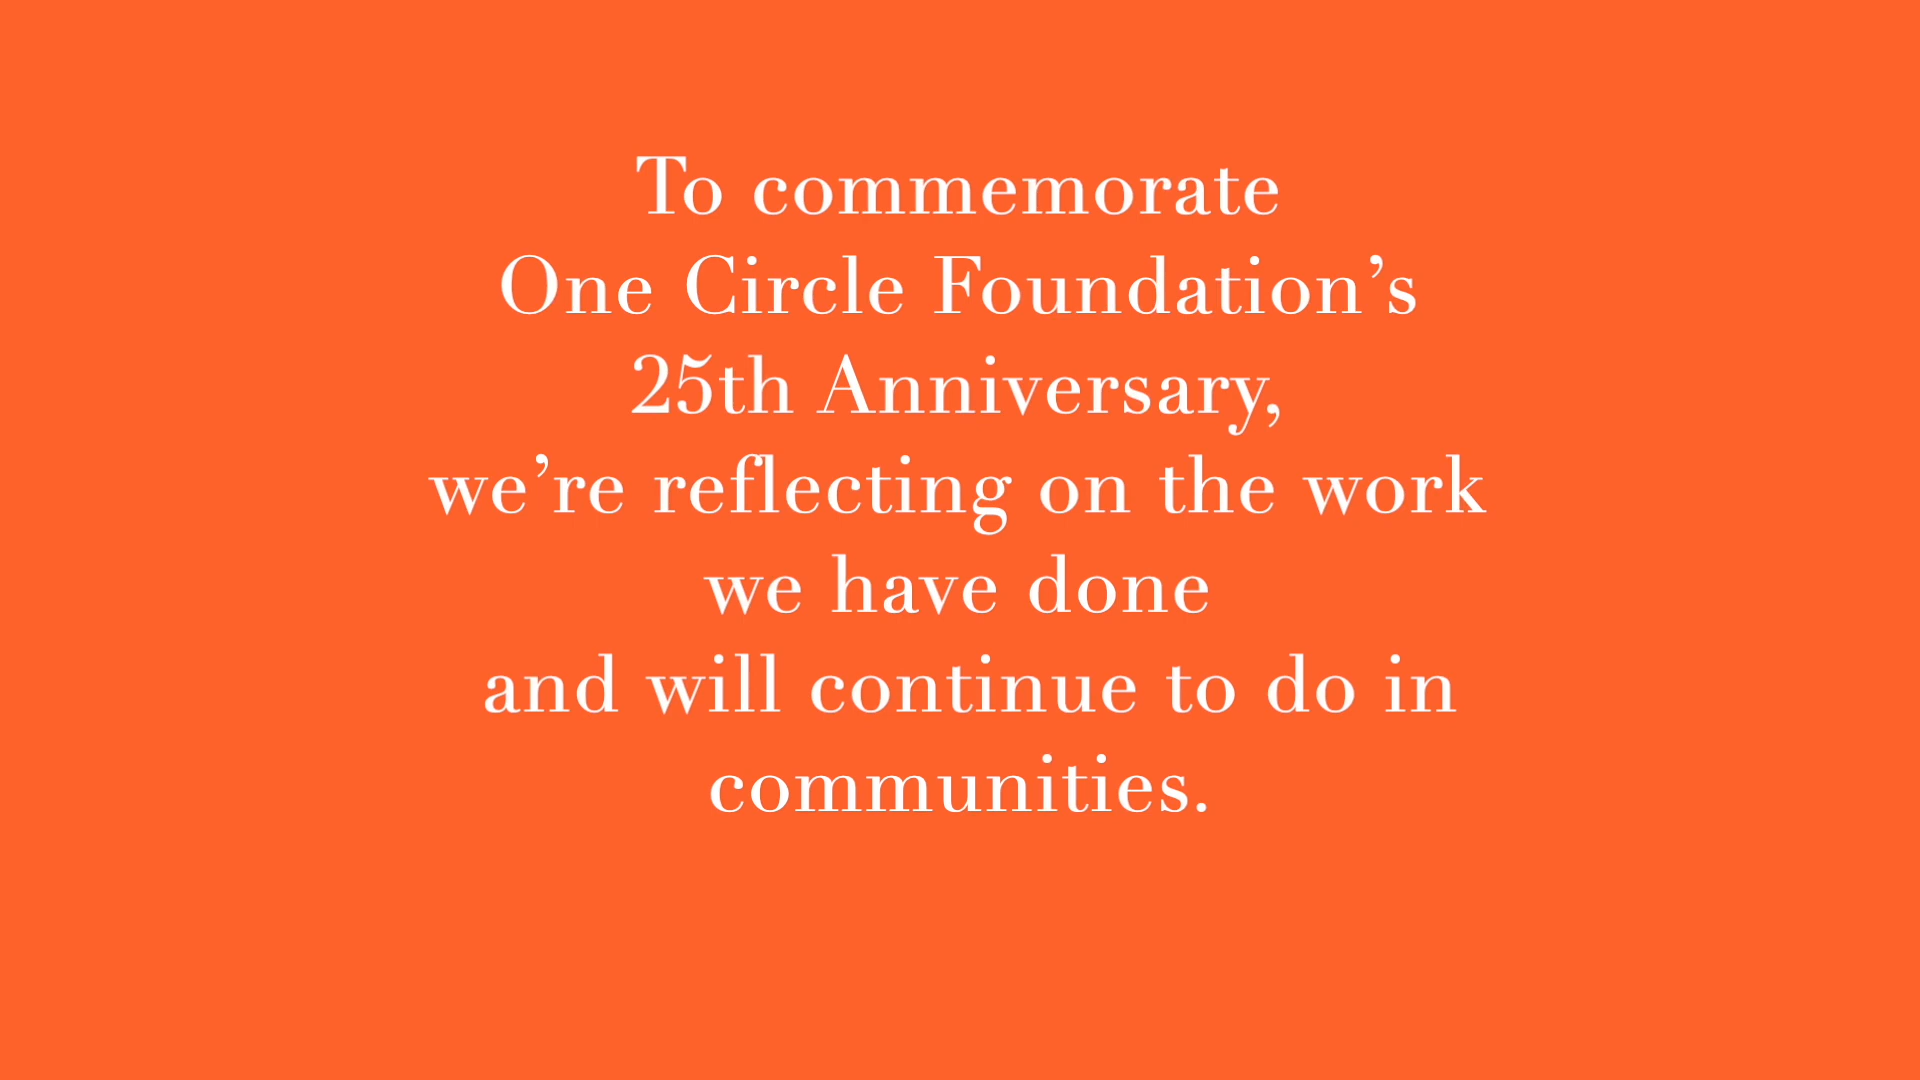 To commemorate
One Circle Foundation’s
25th Anniversary,
we’re reflecting on the work
we have done
and will continue to do in
communities.